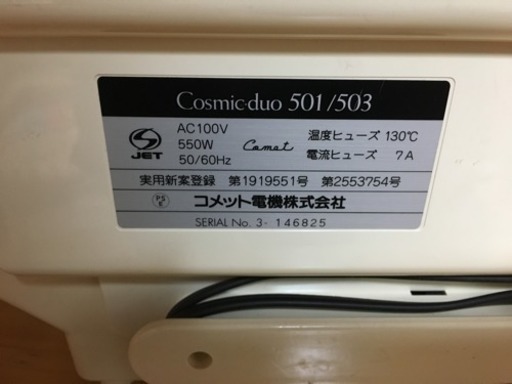 Cosmic-duo 501/503
JET
AC100V
550W
50/60Hz
Comet
温度ヒューズ 130℃
電流ヒューズ 7A
実用新案登録 第1919551号 第2553754号
PS E
コメット電機株式会社
SERIAL No. 3- 146825